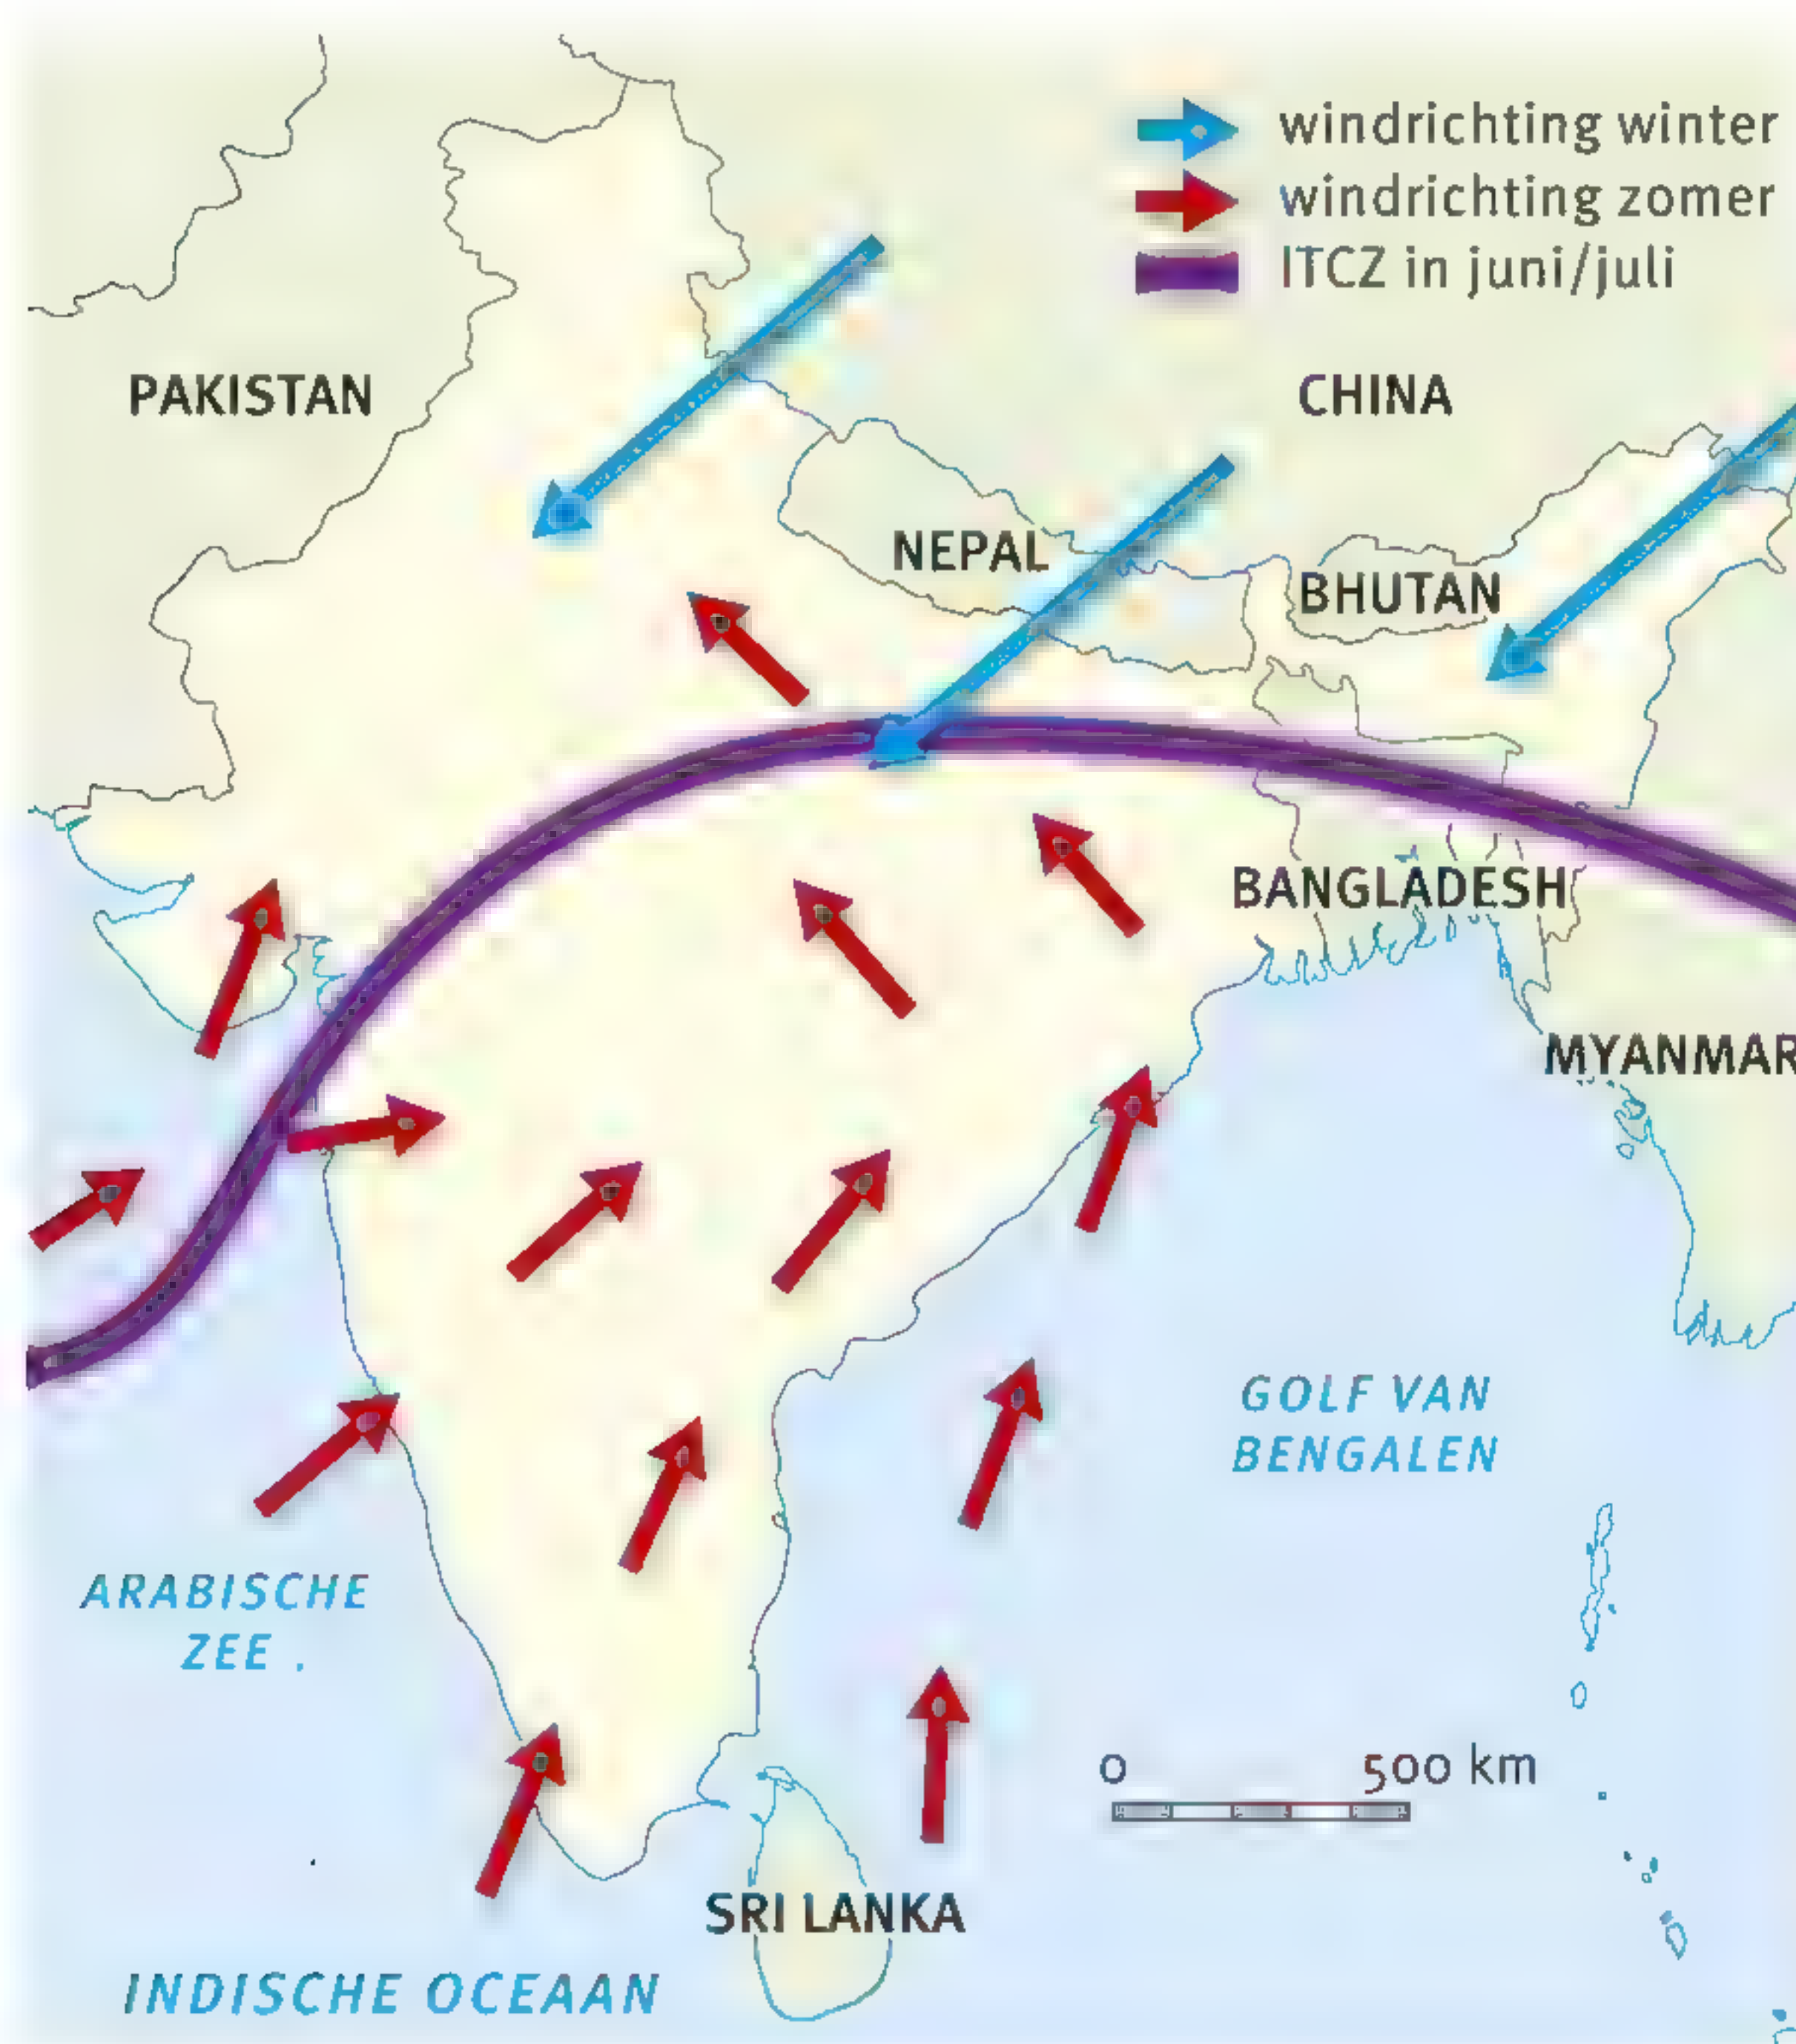 windrichting winter
windrichting zomer
ITCZ in juni/juli
PAKISTAN
CHINA
NEPAL
BHUTAN
BANGLADESH
MYANMAR
GOLF VAN
BENGALEN
ARABISCHE
ZEE .
0 500 km
SRI LANKA
INDISCHE OCEAAN